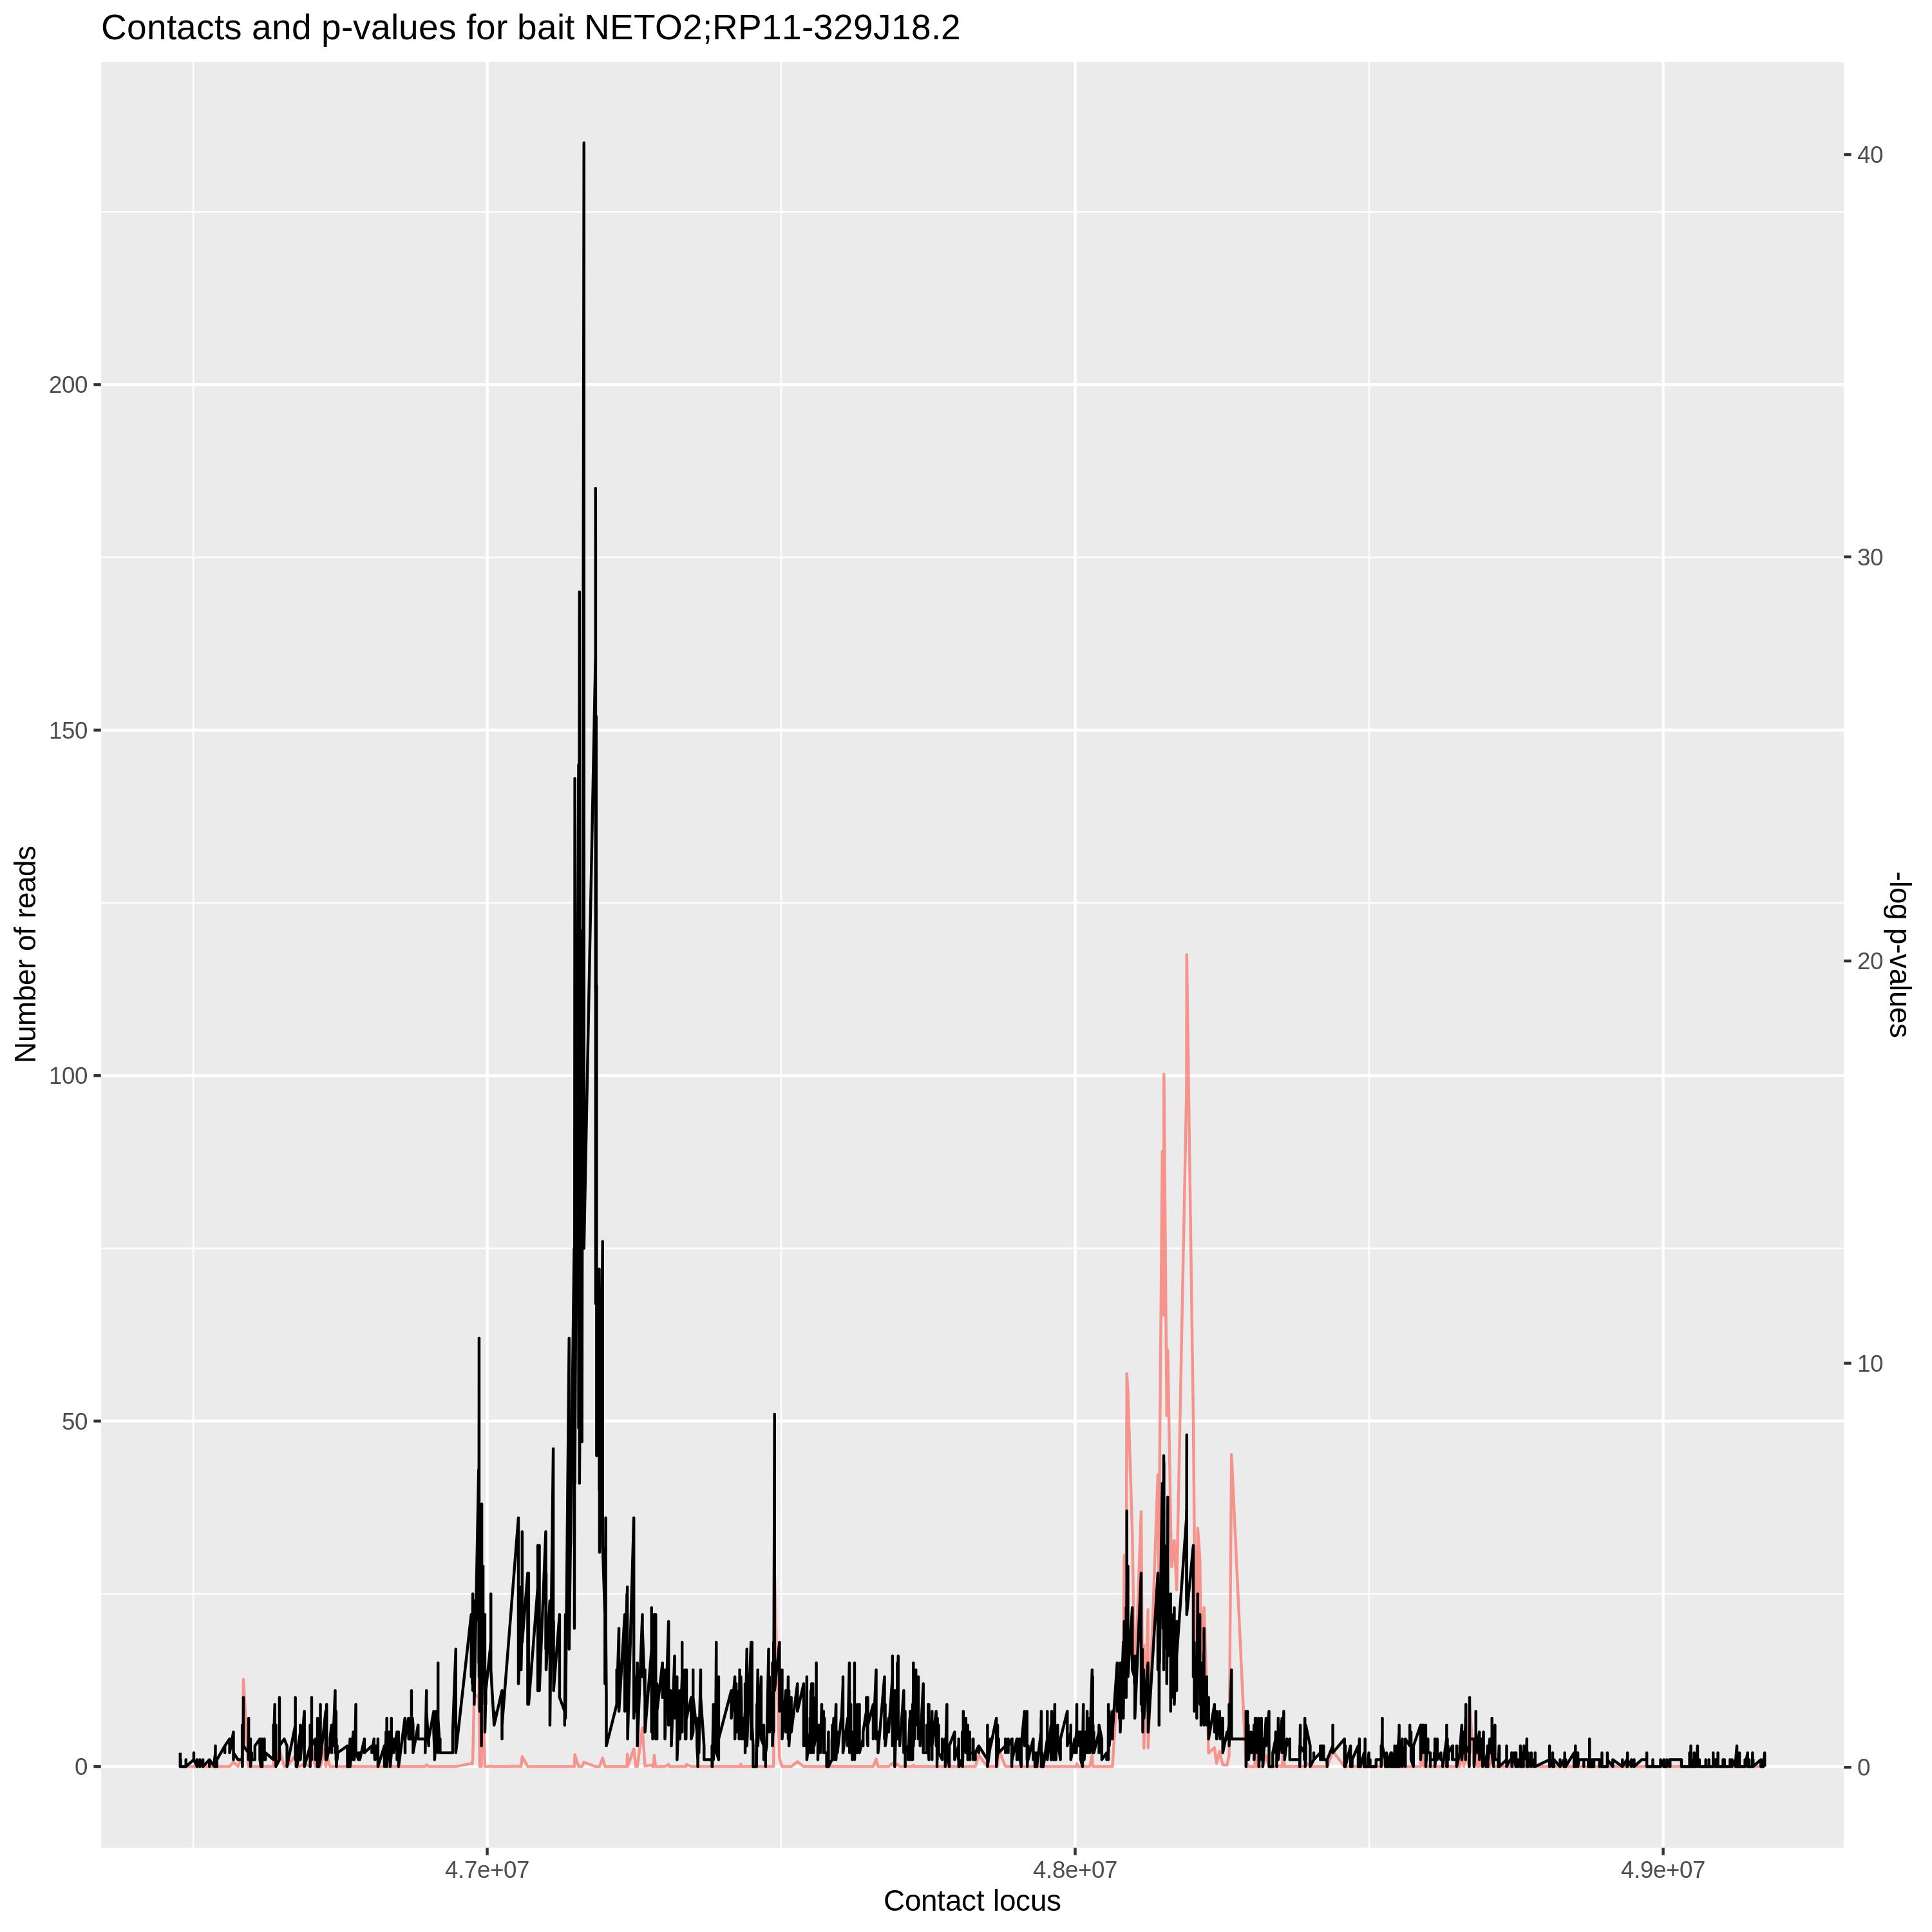 Contacts and p-values for bait NETO2;RP11-329J18.2
Number of reads
200
150
100
50
0
40
30
20
10
0
-log p-values
4.7e+07
4.8e+07
4.9e+07
Contact locus